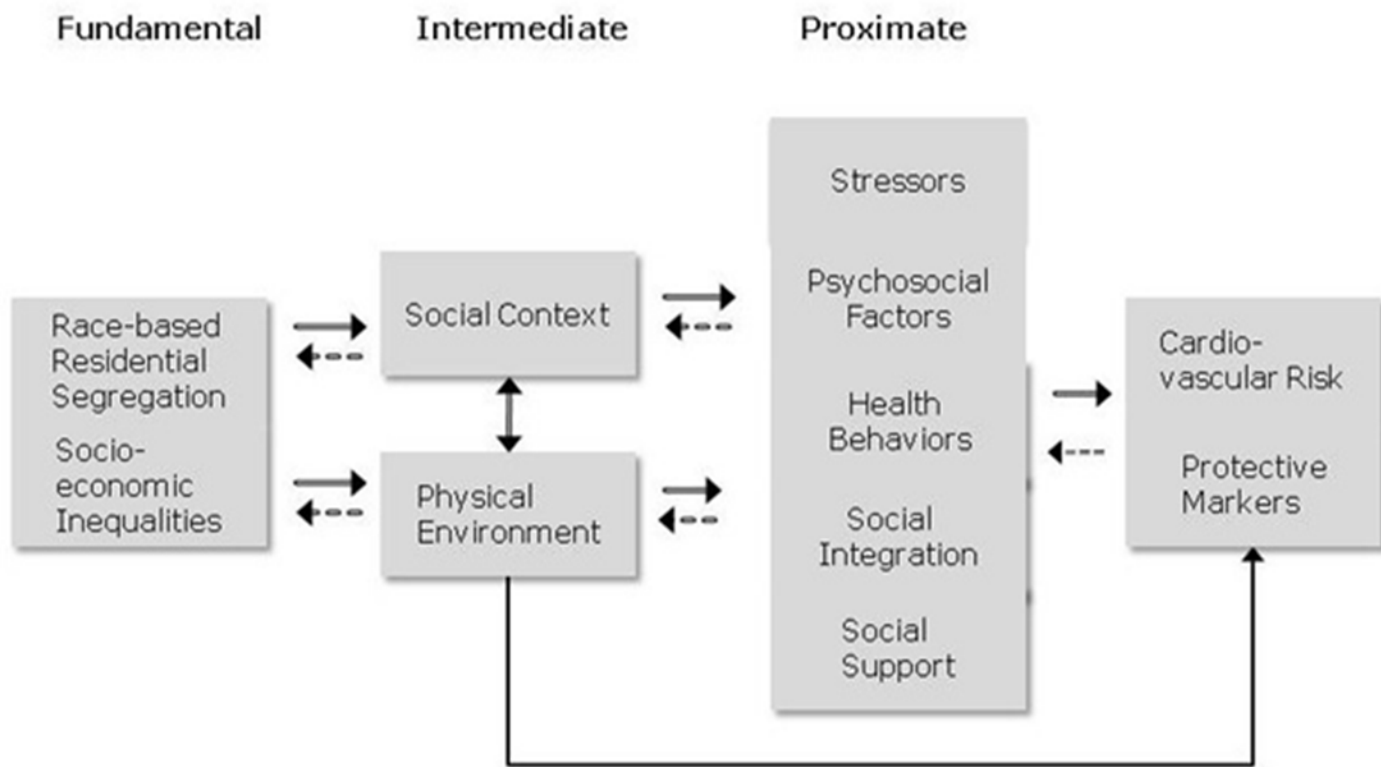 Fundamental
Intermediate
Proximate
Race-based
Residential
Segregation
Socio-
economic
Inequalities
Social Context
Physical
Environment
Stressors
Psychosocial
Factors
Health
Behaviors
Social
Integration
Social
Support
Cardio-
vascular Risk
Protective
Markers